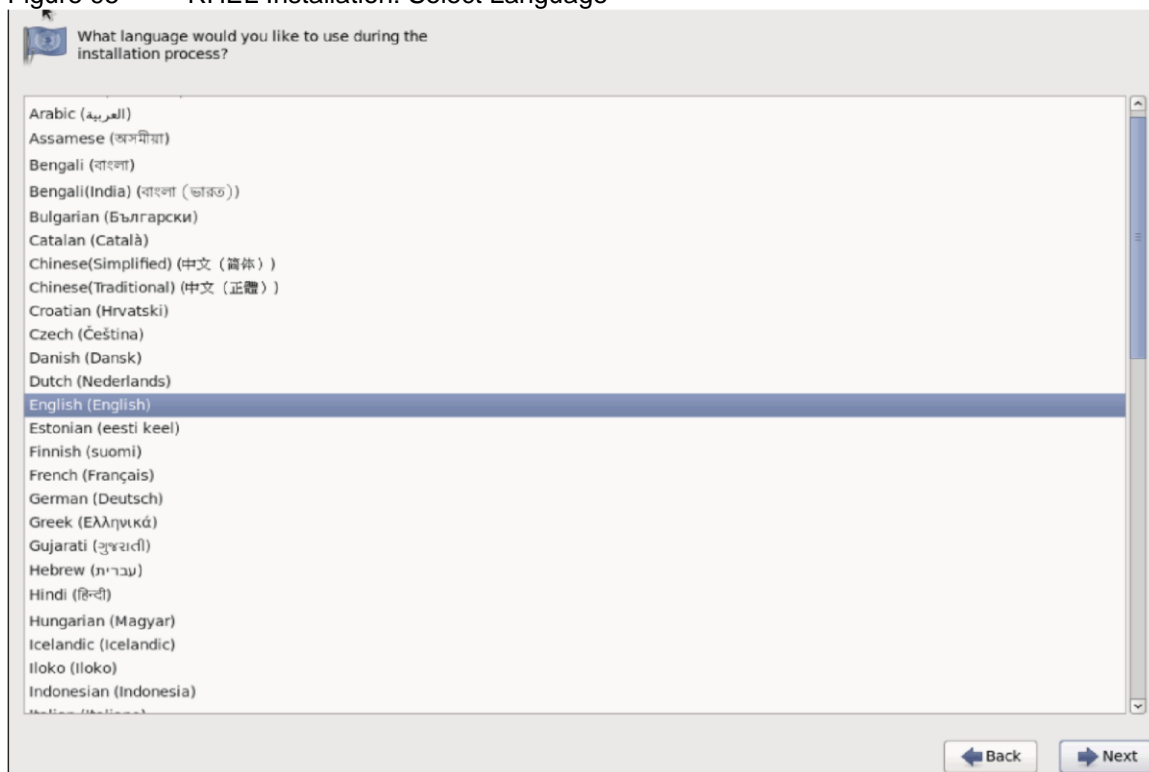 RHEL Installation: Select Language
What language would you like to use during the
installation process?
Arabic (العربية)
Assamese (অসমীয়া)
Bengali (বাংলা)
Bengali(India) (বাংলা (ভারত))
Bulgarian (Български)
Catalan (Català)
Chinese(Simplified) (中文（简体）)
Chinese(Traditional) (中文（正體）)
Croatian (Hrvatski)
Czech (Čeština)
Danish (Dansk)
Dutch (Nederlands)
English (English)
Estonian (eesti keel)
Finnish (suomi)
French (Français)
German (Deutsch)
Greek (Ελληνικά)
Gujarati (ગુજરાતી)
Hebrew (עברית)
Hindi (हिन्दी)
Hungarian (Magyar)
Icelandic (Icelandic)
Iloko (Iloko)
Indonesian (Indonesia)
Back
Next